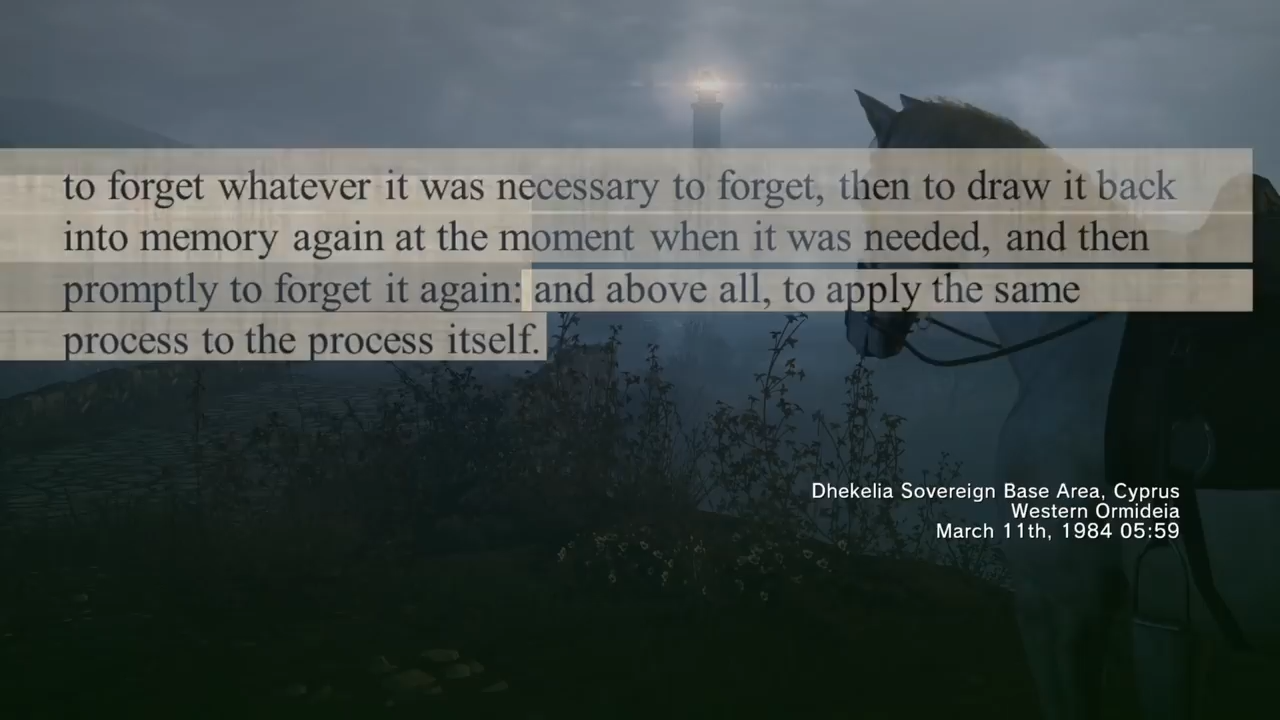 to forget whatever it was necessary to forget, then to draw it back
into memory again at the moment when it was needed, and then
promptly to forget it again: and above all, to apply the same
process to the process itself.
Dhekelia Sovereign Base Area, Cyprus
Western Ormideia
March 11th, 1984 05:59